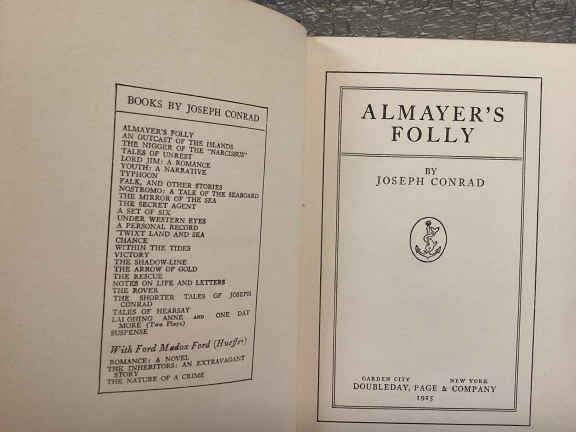 BOOKS BY JOSEPH CONRAD
ALMAYER'S FOLLY
AN OUTCAST OF THE ISLANDS
THE NIGGER OF THE "NARCISSUS"
TALES OF UNREST
LORD JIM: A ROMANCE
YOUTH: A NARRATIVE
TYPHOON
FALK, AND OTHER STORIES
NOSTROMO: A TALE OF THE SEABOARD
THE MIRROR OF THE SEA
THE SECRET AGENT
A SET OF SIX
UNDER WESTERN EYES
A PERSONAL RECORD
'TWIXT LAND AND SEA
CHANCE
WITHIN THE TIDES
VICTORY
THE SHADOW-LINE
THE ARROW OF GOLD
THE RESCUE
NOTES ON LIFE AND LETTERS
THE ROVER
THE SHORTER TALES OF JOSEPH
CONRAD
TALES OF HEARSAY
LAUGHING ANNE AND ONE DAY
MORE (Two Plays)
SUSPENSE
With Ford Madox Ford (Hueffer)
ROMANCE: A NOVEL
THE INHERITORS: AN EXTRAVAGANT
STORY
THE NATURE OF A CRIME
ALMAYER'S
FOLLY
BY
JOSEPH CONRAD
GARDEN CITY NEW YORK
DOUBLEDAY, PAGE & COMPANY
1925